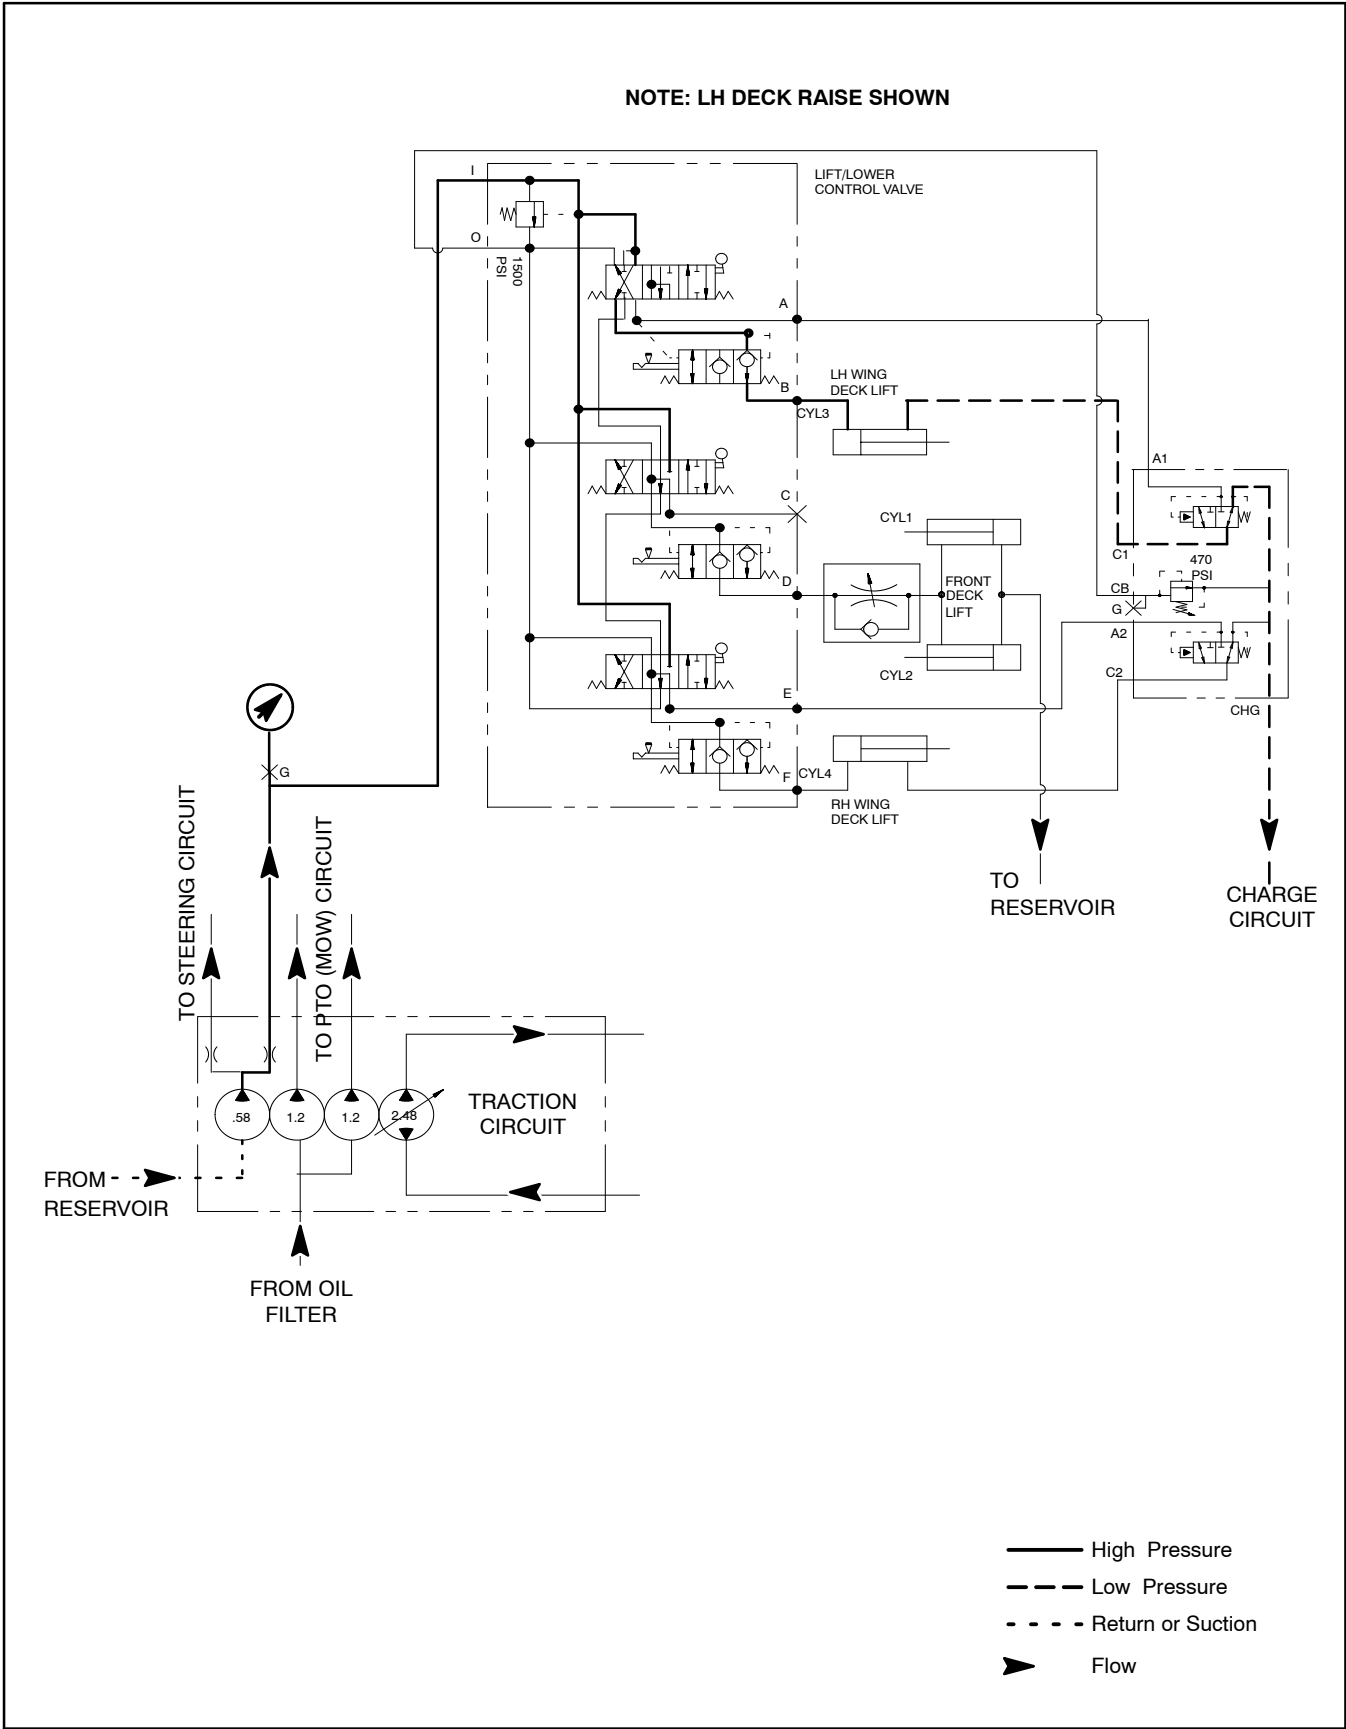 NOTE: LH DECK RAISE SHOWN
I
LIFT/LOWER
CONTROL VALVE
O
1500
PSI
A
B
LH WING
DECK LIFT
CYL3
A1
C
CYL1
C1
470
PSI
D
FRONT
DECK
LIFT
CB
G
A2
CYL2
C2
E
CHG
G
F
CYL4
RH WING
DECK LIFT
TO STEERING CIRCUIT
TO PTO (MOW) CIRCUIT
TO
RESERVOIR
CHARGE
CIRCUIT
.58
1.2
1.2
2.48
TRACTION
CIRCUIT
FROM
RESERVOIR
FROM OIL
FILTER
High Pressure
Low Pressure
Return or Suction
Flow